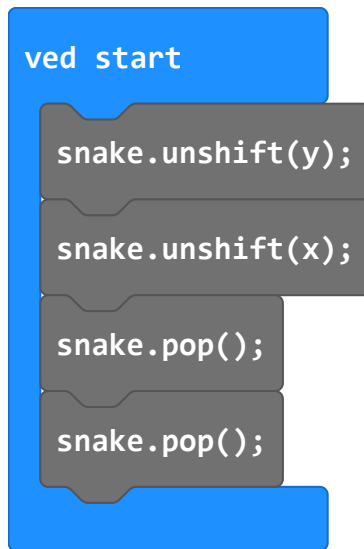 ved start
snake.unshift(y);
snake.unshift(x);
snake.pop();
snake.pop();